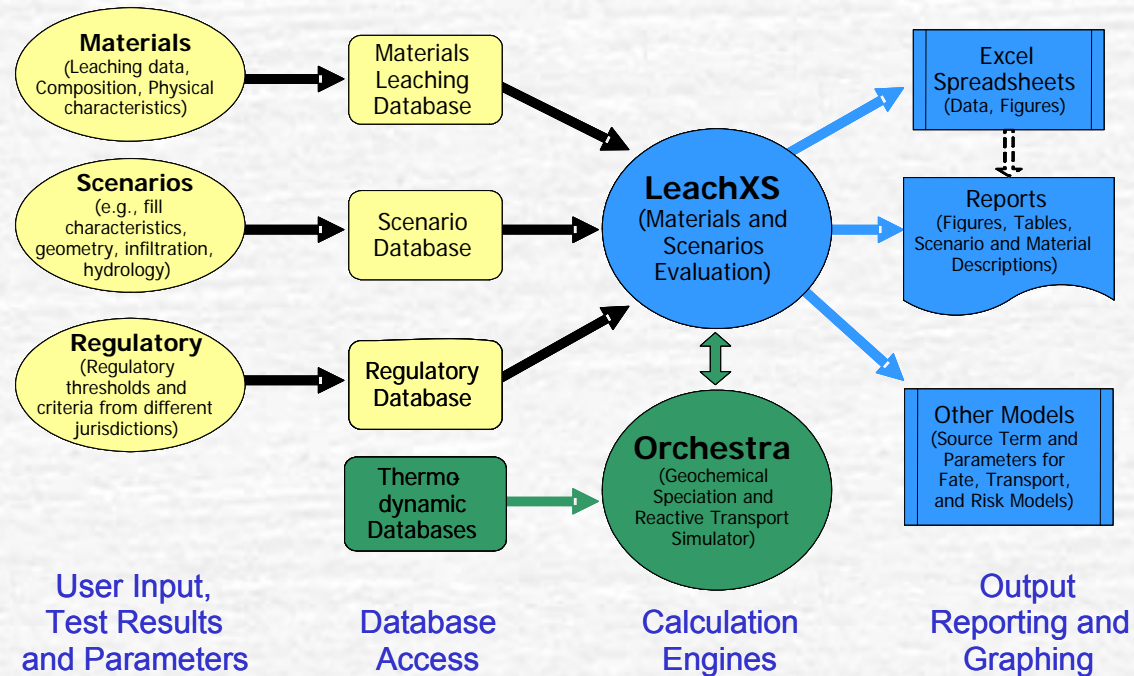 Materials
(Leaching data,
Composition, Physical
characteristics)
Materials
Leaching
Database
Excel
Spreadsheets
(Data, Figures)
Scenarios
(e.g., fill
characteristics,
geometry, infiltration,
hydrology)
Scenario
Database
LeachXS
(Materials and
Scenarios
Evaluation)
Reports
(Figures, Tables,
Scenario and Material
Descriptions)
Regulatory
(Regulatory
thresholds and
criteria from different
jurisdictions)
Regulatory
Database
Thermo-
dynamic
Databases
Orchestra
(Geochemical
Speciation and
Reactive Transport
Simulator)
Other Models
(Source Term and
Parameters for
Fate, Transport,
and Risk Models)
User Input,
Test Results
and Parameters
Database
Access
Calculation
Engines
Output
Reporting and
Graphing